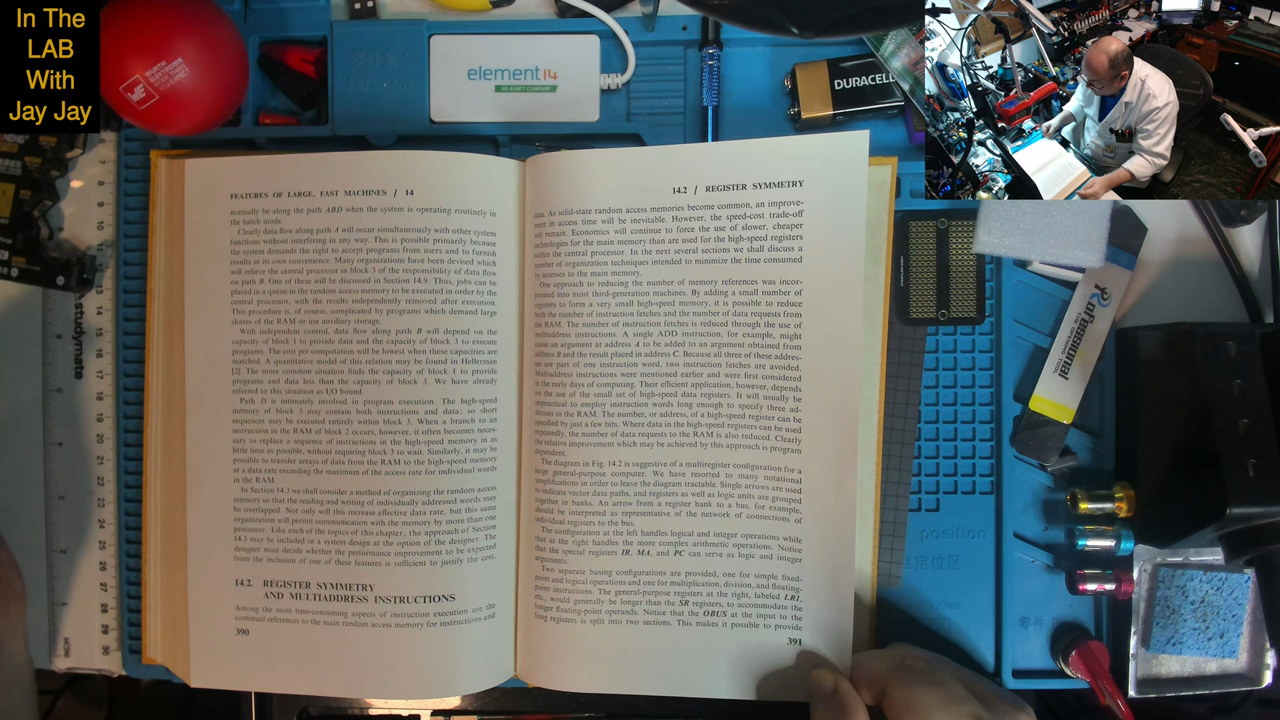 In The
LAB
With
Jay Jay
WURTH
ELEKTRONIK
MORE THAN
YOU EXPECT
WE
element14
AN AVNET COMPANY
DURACELL
FEATURES OF LARGE, FAST MACHINES / 14
normally be along the path ABD when the system is operating routinely in
the batch mode.
Clearly data flow along path A will occur simultaneously with other system
functions without interfering in any way. This is possible primarily because
the system demands the right to accept programs from users and to furnish
results at its own convenience. Many organizations have been devised which
will relieve the central processor in block 3 of the responsibility of data flow
on path B. One of these will be discussed in Section 14.9. Thus, jobs can be
placed in a queue in the random access memory to be executed in order by the
central processor, with the results independently removed after execution.
This procedure is, of course, complicated by programs which demand large
shares of the RAM or use auxiliary storage.
With independent control, data flow along path B will depend on the
capacity of block 1 to provide data and the capacity of block 3 to execute
programs. The cost per computation will be lowest when these capacities are
matched. A quantitative model of this relation may be found in Hellerman
[2]. The more common situation finds the capacity of block 1 to provide
programs and data less than the capacity of block 3. We have already
referred to this situation as I/O bound.
Path D is intimately involved in program execution. The high-speed
memory of block 3 may contain both instructions and data; so short
sequences may be executed entirely within block 3. When a branch to an
instruction in the RAM of block 2 occurs, however, it often becomes neces-
sary to replace a sequence of instructions in the high-speed memory in as
little time as possible, without requiring block 3 to wait. Similarly, it may be
possible to transfer arrays of data from the RAM to the high-speed memory
at a data rate exceeding the maximum of the access rate for individual words
in the RAM.
In Section 14.3 we shall consider a method of organizing the random access
memory so that the reading and writing of individually addressed words may
be overlapped. Not only will this increase effective data rate, but this same
organization will permit communication with the memory by more than one
processor. Like each of the topics of this chapter, the approach of Section
14.3 may be included in a system design at the option of the designer. The
designer must decide whether the performance improvement to be expected
from the inclusion of one of these features is sufficient to justify the cost.
14.2. REGISTER SYMMETRY
AND MULTIADDRESS INSTRUCTIONS
Among the most time-consuming aspects of instruction execution are the
continual references to the main random access memory for instructions and
390
14.2 / REGISTER SYMMETRY
data. As solid-state random access memories become common, an improve-
ment in access time will be inevitable. However, the speed-cost trade-off
will remain. Economics will continue to force the use of slower, cheaper
technologies for the main memory than are used for the high-speed registers
within the central processor. In the next several sections we shall discuss a
number of organization techniques intended to minimize the time consumed
by accesses to the main memory.
One approach to reducing the number of memory references was incor-
porated into most third-generation machines. By adding a small number of
registers to form a very small high-speed memory, it is possible to reduce
both the number of instruction fetches and the number of data requests from
the RAM. The number of instruction fetches is reduced through the use of
multiaddress instructions. A single ADD instruction, for example, might
cause an argument at address A to be added to an argument obtained from
address B and the result placed in address C. Because all three of these addres-
ses are part of one instruction word, two instruction fetches are avoided.
Multiaddress instructions were mentioned earlier and were first considered
in the early days of computing. Their efficient application, however, depends
on the use of the small set of high-speed data registers. It will usually be
impractical to employ instruction words long enough to specify three ad-
dresses in the RAM. The number, or address, of a high-speed register can be
specified by just a few bits. Where data in the high-speed registers can be used
repeatedly, the number of data requests to the RAM is also reduced. Clearly
the relative improvement which may be achieved by this approach is program
dependent.
The diagram in Fig. 14.2 is suggestive of a multiregister configuration for a
large general-purpose computer. We have resorted to many notational
simplifications in order to leave the diagram tractable. Single arrows are used
to indicate vector data paths, and registers as well as logic units are grouped
together in banks. An arrow from a register bank to a bus, for example,
should be interpreted as representative of the network of connections of
individual registers to the bus.
The configuration at the left handles logical and integer operations while
that at the right handles the more complex arithmetic operations. Notice
that the special registers IR, MA, and PC can serve as logic and integer
arguments.
Two separate busing configurations are provided, one for simple fixed-
point and logical operations and one for multiplication, division, and floating-
point instructions. The general-purpose registers at the right, labeled LR1,
etc., would generally be longer than the SR registers, to accommodate the
longer floating-point operands. Notice that the OBUS at the input to the
long registers is split into two sections. This makes it possible to provide
391
studymate
Professional
position